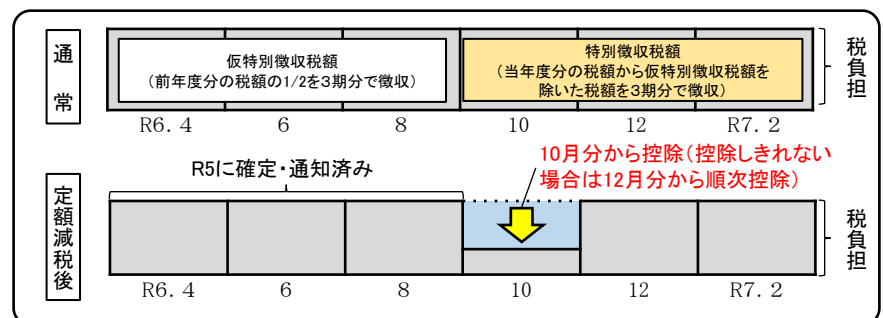 通常
仮特別徴収税額
(前年度分の税額の1/2を3期分で徴収)
特別徴収税額
(当年度分の税額から仮特別徴収税額を
除いた税額を3期分で徴収)
税負担
R6.4 6 8 10 12 R7.2
R5に確定・通知済み
10月分から控除(控除しきれない
場合は12月分から順次控除)
定額減税後
税負担
R6.4 6 8 10 12 R7.2